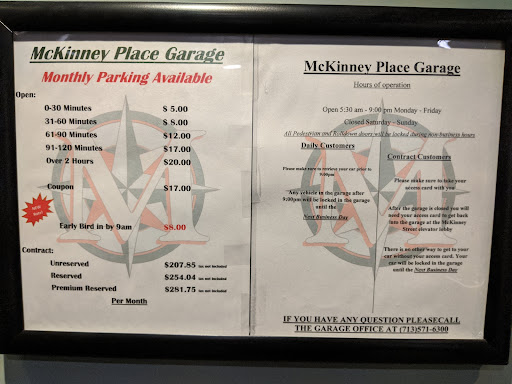 McKinney Place Garage
Monthly Parking Available
Open:
0-30 Minutes $ 5.00
31-60 Minutes $ 8.00
61-90 Minutes $12.00
91-120 Minutes $17.00
Over 2 Hours $20.00
Coupon $17.00
Early Bird in by 9am $8.00
Contract:
Unreserved $207.85 tax not included
Reserved $254.04 tax not included
Premium Reserved $281.75 tax not included
Per Month
McKinney Place Garage
Hours of operation
Open 5:30 am - 9:00 pm Monday - Friday
Closed Saturday - Sunday
All Pedestrian and Rolldown doors will be locked during non-business hours
Daily Customers
Please make sure to retrieve your car prior to
9:00pm
*Any vehicle in the garage after
9:00pm will be locked in the garage
until the
Next Business Day
Contract Customers
Please make sure to take your
access card with you
After the garage is closed you will
need your access card to get back
into the garage at the McKinney
Street elevator lobby
There is no other way to get to your
car without your access card. Your
car will be locked in the garage
until the Next Business Day
IF YOU HAVE ANY QUESTION PLEASECALL
THE GARAGE OFFICE AT (713)571-6300